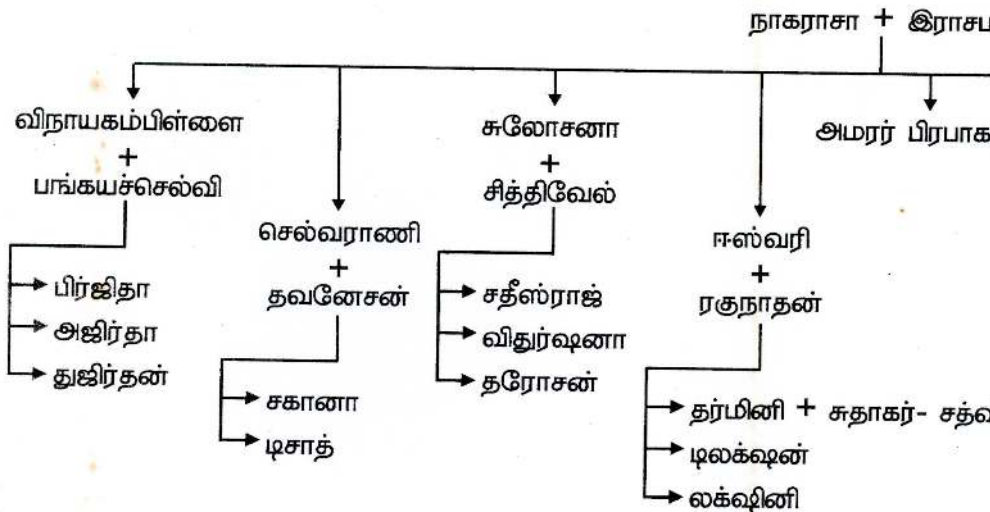 நாகராசா + இராசப
விநாயகம்பிள்ளை
+
பங்கயச்செல்வி
பிர்ஜிதா
அஜிர்தா
துஜிர்தன்
செல்வராணி
+
தவனேசன்
சகானா
டிசாத்
சுலோசனா
+
சித்திவேல்
சதீஸ்ராஜ்
விதுர்ஷனா
தரோசன்
ஈஸ்வரி
+
ரகுநாதன்
தர்மினி + சுதாகர்- சத்வ
டிலக்‌ஷன்
லக்‌ஷினி
அமரர் பிரபாக